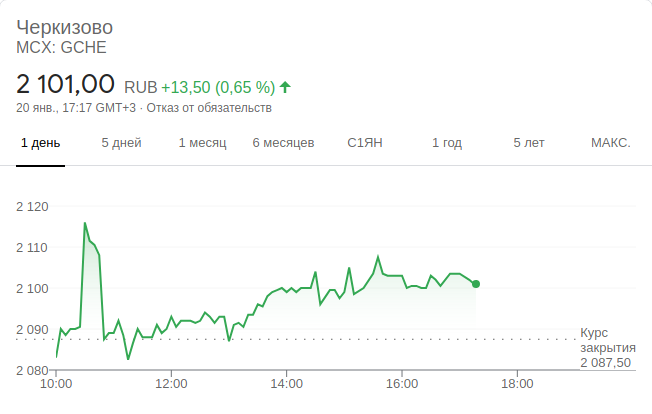 Черкизово
MCX: GCHE
2 101,00 RUB +13,50 (0,65 %)
20 янв., 17:17 GMT+3 · Отказ от обязательств
1 день 5 дней 1 месяц 6 месяцев С1ЯН 1 год 5 лет МАКС.
2 120
2 110
2 100
2 090
2 080
Курс
закрытия
2 087,50
10:00 12:00 14:00 16:00 18:00